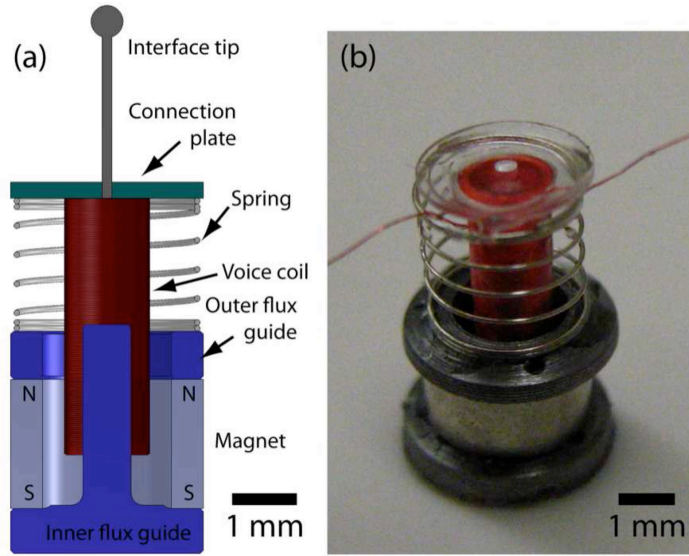 (a)
Interface tip
Connection
plate
Spring
Voice coil
Outer flux
guide
N
N
Magnet
S
S
1 mm
Inner flux guide
(b)
1 mm